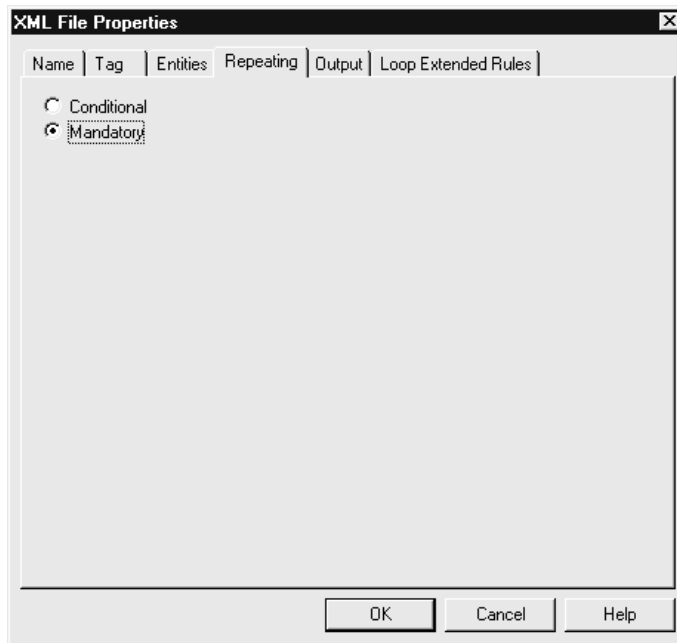 XML File Properties
Name Tag Entities Repeating Output Loop Extended Rules
Conditional
Mandatory
OK Cancel Help